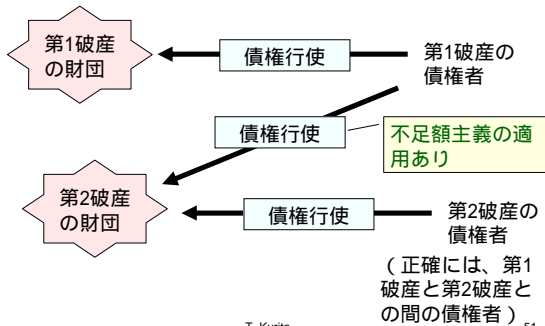 第1破産
の財団
債権行使
第1破産の
債権者
債権行使
不足額主義の適
用あり
第2破産
の財団
債権行使
第2破産の
債権者
(正確には、第1
破産と第2破産と
の間の債権者)
T. Kurita
51